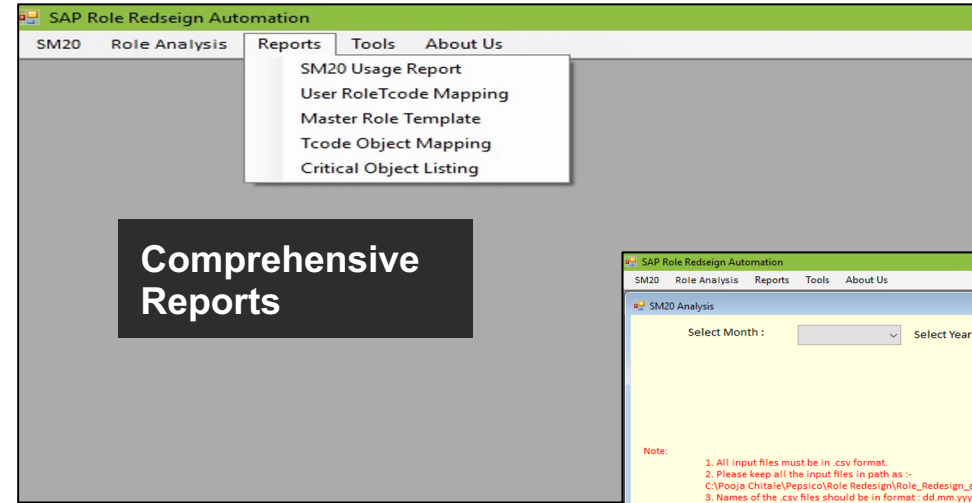 SAP Role Redseign Automation
SM20 Role Analysis Reports Tools About Us
SM20 Usage Report
User RoleTcode Mapping
Master Role Template
Tcode Object Mapping
Critical Object Listing
Comprehensive
Reports
SAP Role Redseign Automation
SM20 Role Analysis Reports Tools About Us
SM20 Analysis
Select Month : Select Year
Note:
1. All input files must be in .csv format.
2. Please keep all the input files in path as :-
C:\Pooja Chitale\Pepsico\Role Redesign\Role_Redesign_a
3. Names of the .csv files should be in format : dd.mm.yyy